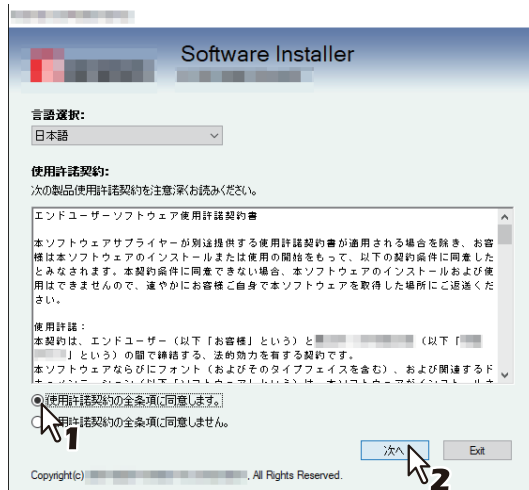 Software Installer
言語選択:
日本語
使用許諾契約:
次の製品使用許諾契約を注意深くお読みください。
エンドユーザーソフトウェア使用許諾契約書
本ソフトウェアサプライヤーが別途提供する使用許諾契約書が適用される場合を除き、お客
様は本ソフトウェアのインストールまたは使用の開始をもって、以下の契約条件に同意した
とみなされます。本契約条件に同意できない場合、本ソフトウェアのインストールおよび使
用はできませんので、速やかにお客様ご自身で本ソフトウェアを取得した場所にご返送くだ
さい。
使用許諾：
本契約は、エンドユーザー（以下「お客様」という）と （以下「
」という）の間で締結する、法的効力を有する契約です。
本ソフトウェアならびにフォント（およびそのタイプフェイスを含む）、および関連するド
使用許諾契約の全条項に同意します。
用許諾契約の全条項に同意しません。
1
次へ Exit
2
Copyright(c) , All Rights Reserved.